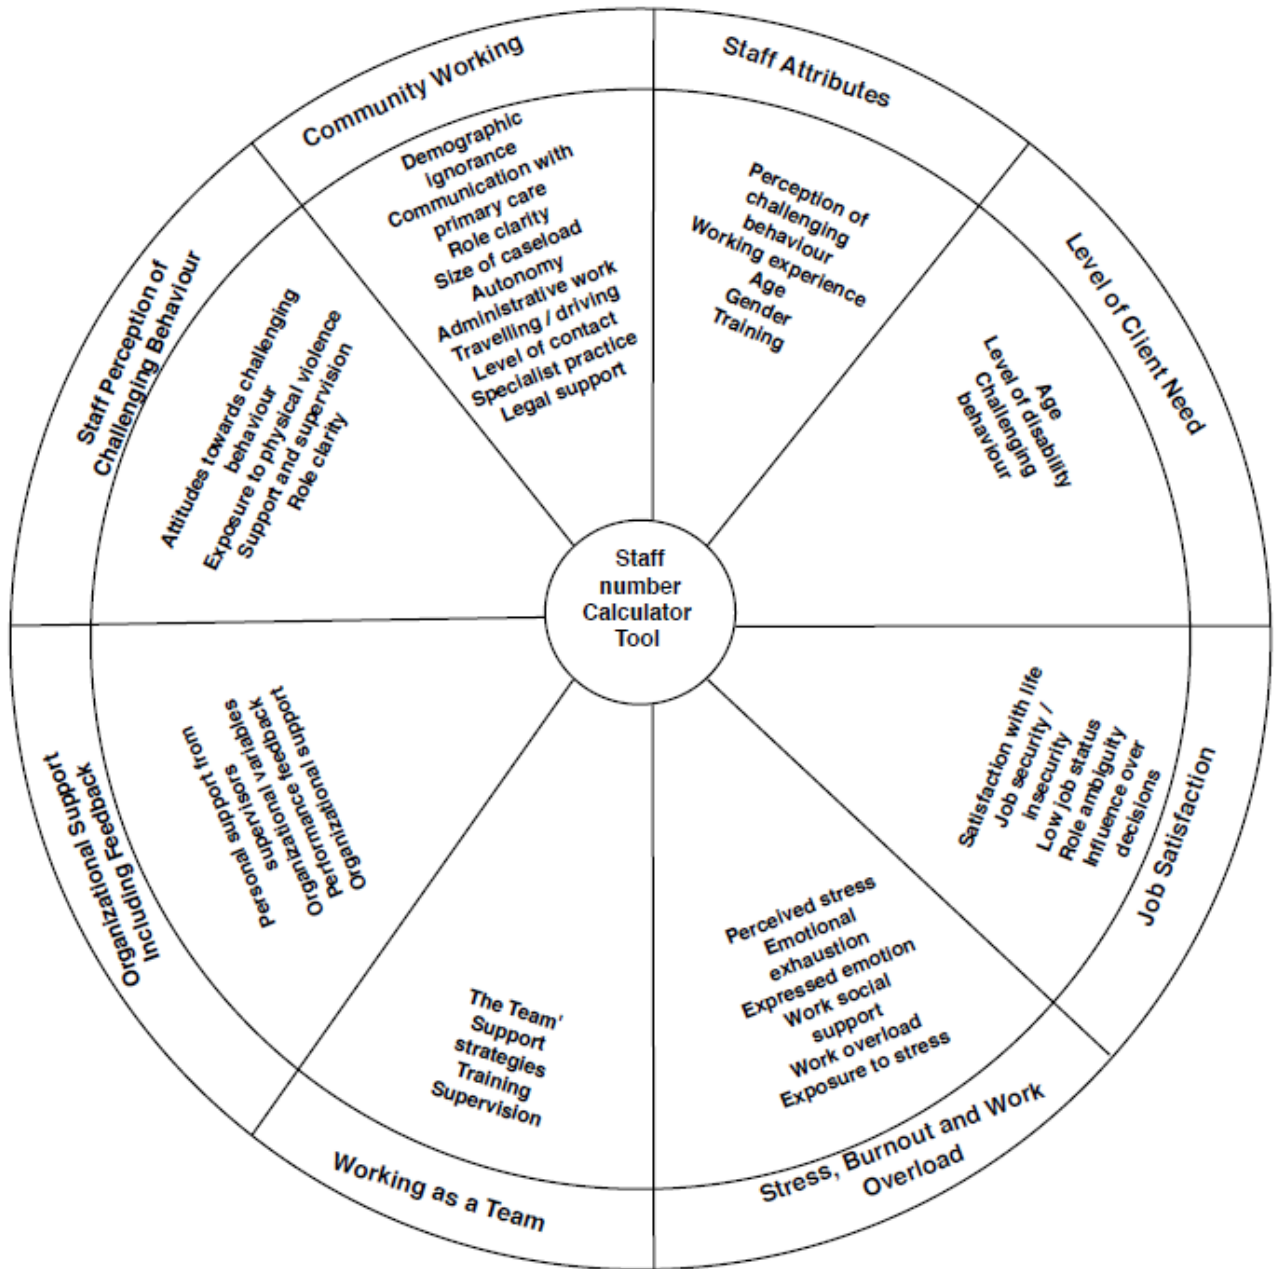 Community Working
Demographic
ignorance
Communication with
primary care
Role clarity
Size of caseload
Autonomy
Administrative work
Travelling / driving
Level of contact
Specialist practice
Legal support
Staff Attributes
Perception of
challenging
behaviour
Working experience
Age
Gender
Training
Level of Client Need
Age
Level of disability
Challenging
behaviour
Job Satisfaction
Satisfaction with life
Job security /
insecurity
Low job status
Role ambiguity
Influence over
decisions
Stress, Burnout and Work
Overload
Perceived stress
Emotional
exhaustion
Expressed emotion
Work social
support
Work overload
Exposure to stress
Working as a Team
The Team'
Support
strategies
Training
Supervision
Organizational Support
Including Feedback
Personal support from
supervisors
Organizational variables
Performance feedback
Organizational support
Staff Perception of
Challenging Behaviour
Attitudes towards challenging
behaviour
Exposure to physical violence
Support and supervision
Role clarity
Staff
number
Calculator
Tool